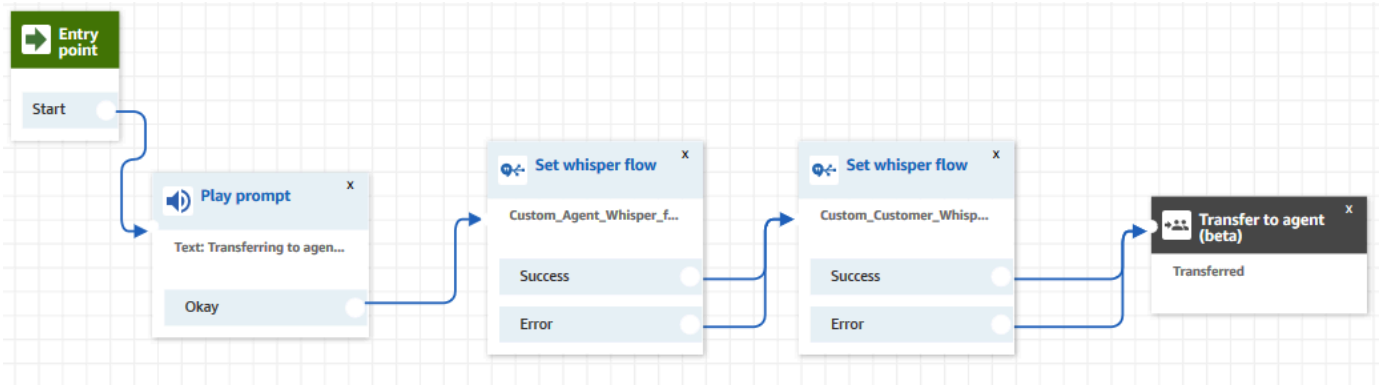 Entry
point
Start
x
Play prompt
Text: Transferring to agen...
Okay
x
Set whisper flow
Custom_Agent_Whisper_f...
Success
Error
x
Set whisper flow
Custom_Customer_Whisp...
Success
Error
x
Transfer to agent
(beta)
Transferred